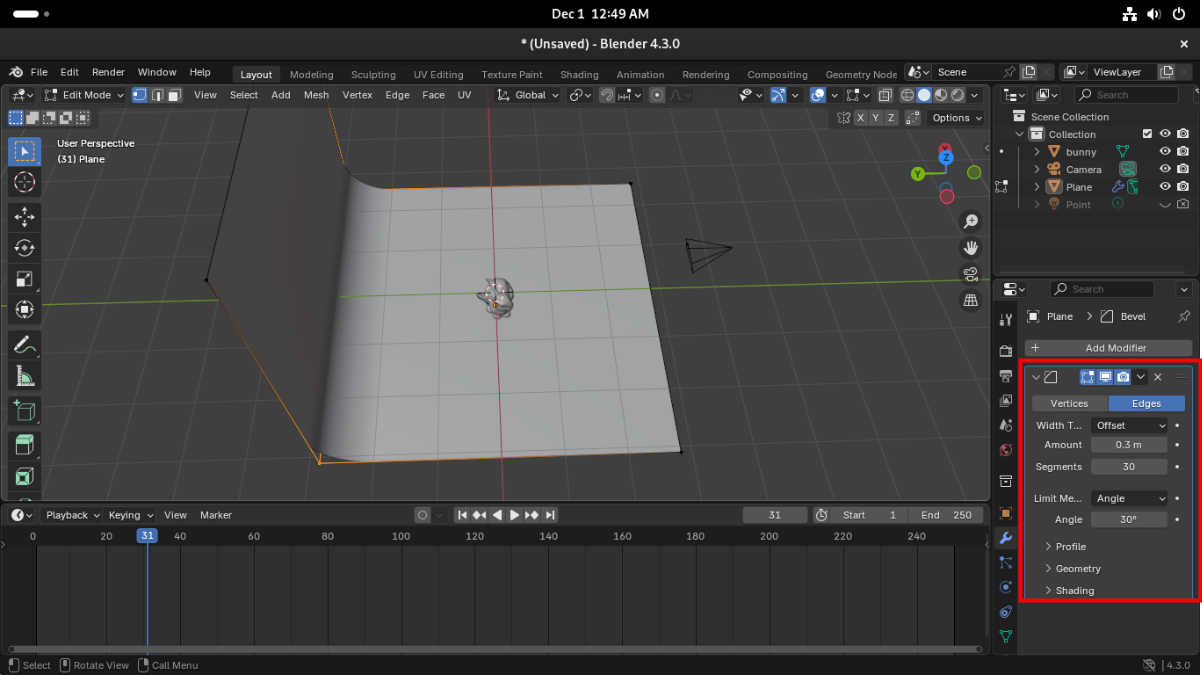 Dec 1 12:49 AM
* (Unsaved) - Blender 4.3.0
File Edit Render Window Help Layout Modeling Sculpting UV Editing Texture Paint Shading Animation Rendering Compositing Geometry Node Scene ViewLayer
Edit Mode View Select Add Mesh Vertex Edge Face UV Global Search
X Y Z Options
User Perspective
(31) Plane
Z
Y
Scene Collection
Collection
bunny
Camera
Plane
Point
Search
Plane > Bevel
+ Add Modifier
Vertices Edges
Width T... Offset
Amount 0.3 m
Segments 30
Limit Me... Angle
Angle 30°
Profile
Geometry
Shading
Playback Keying View Marker 31 Start 1 End 250
0 20 31 40 60 80 100 120 140 160 180 200 220 240
Select Rotate View Call Menu 4.3.0